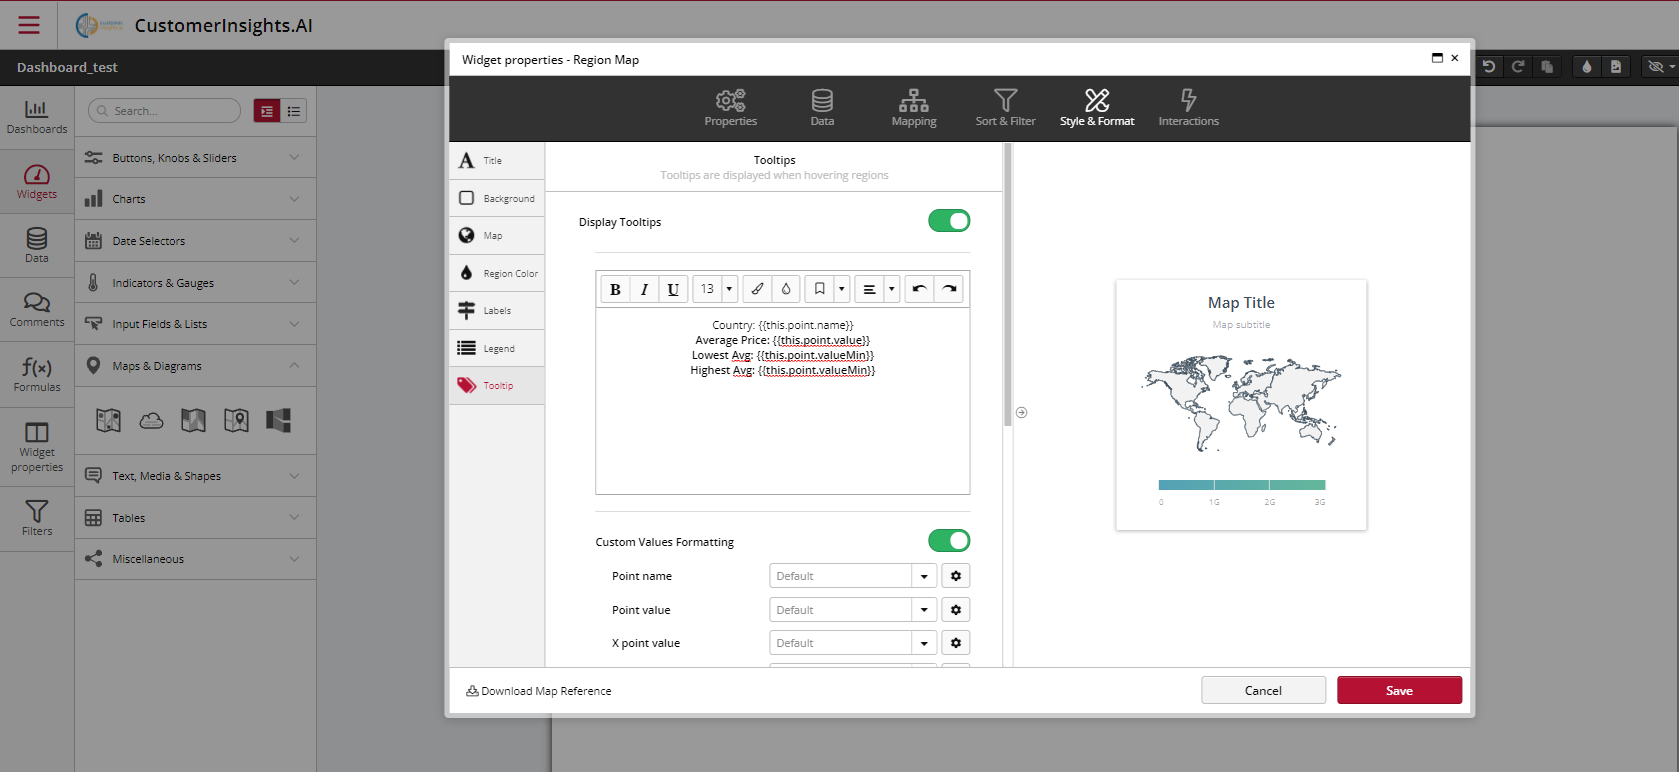 CustomerInsights.AI
Dashboard_test
Dashboards
Widgets
Data
Comments
Formulas
Widget
properties
Filters
Search...
Buttons, Knobs & Sliders
Charts
Date Selectors
Indicators & Gauges
Input Fields & Lists
Maps & Diagrams
Text, Media & Shapes
Tables
Miscellaneous
Widget properties - Region Map
Properties
Data
Mapping
Sort & Filter
Style & Format
Interactions
Title
Background
Map
Region Color
Labels
Legend
Tooltip
Tooltips
Tooltips are displayed when hovering regions
Display Tooltips
B I U 13
Country: {{this.point.name}}
Average Price: {{this.point.value}}
Lowest Avg: {{this.point.valueMin}}
Highest Avg: {{this.point.valueMin}}
Custom Values Formatting
Point name Default
Point value Default
X point value Default
Map Title
Map subtitle
0 1G 2G 3G
Download Map Reference
Cancel
Save